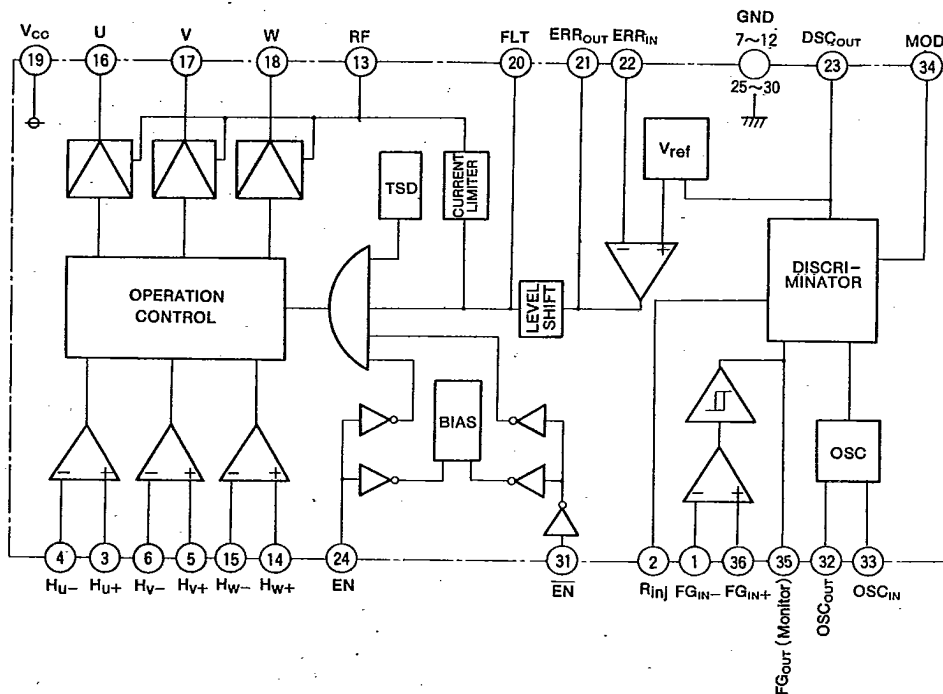 VCC U V W RF FLT ERROUT ERRIN GND DSCOUT MOD
7~12
19 16 17 18 13 20 21 22 23 34
25~30
Vref
TSD
CURRENT
LIMITER
OPERATION
CONTROL
LEVEL
SHIFT
DISCRI-
MINATOR
BIAS
OSC
4 3 6 5 15 14 24 31 2 1 36 35 32 33
HU- HU+ HV- HV+ HW- HW+ EN EN Rinj FGIN- FGIN+ FGOUT (Monitor) OSCOUT OSCIN